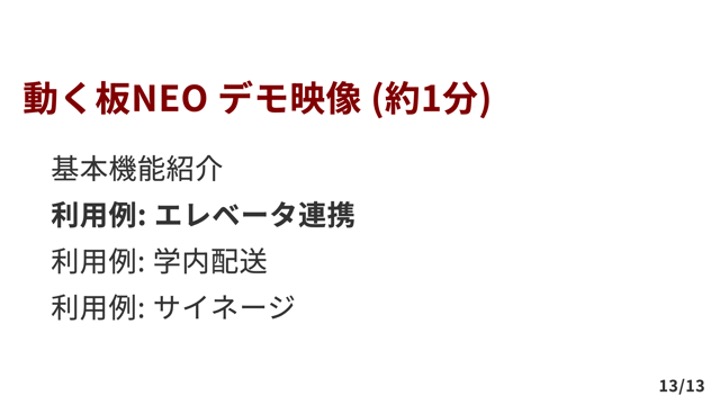 動く板NEO デモ映像 (約1分)
基本機能紹介
利用例: エレベータ連携
利用例: 学内配送
利用例: サイネージ
13/13